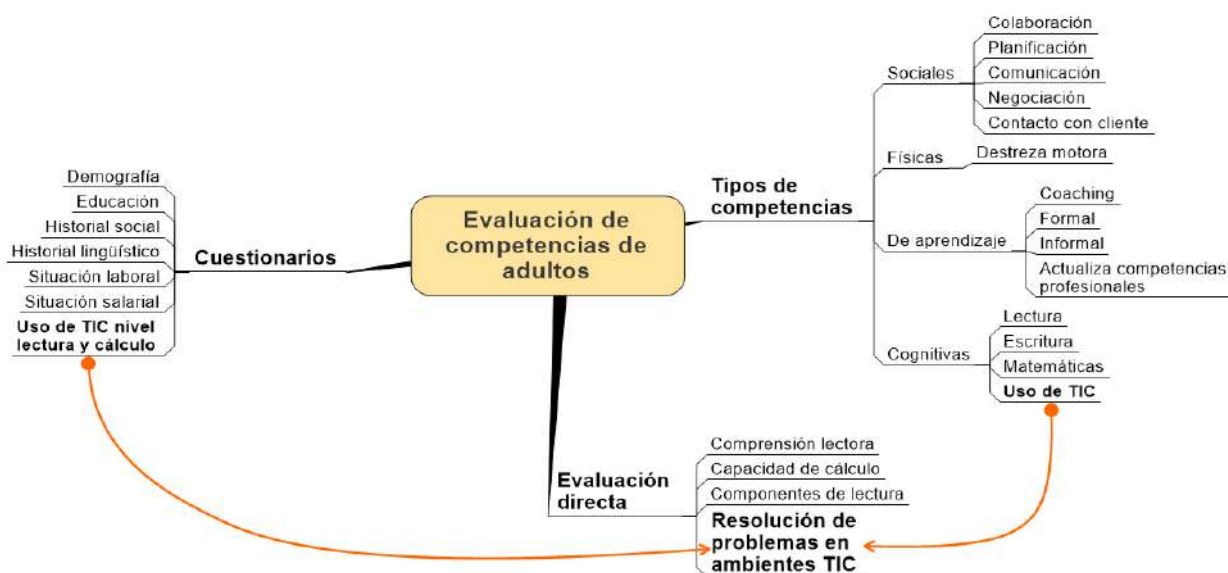 Evaluación de
competencias de
adultos
Cuestionarios
Demografía
Educación
Historial social
Historial lingüístico
Situación laboral
Situación salarial
Uso de TIC nivel
lectura y cálculo
Tipos de
competencias
Sociales
Colaboración
Planificación
Comunicación
Negociación
Contacto con cliente
Físicas
Destreza motora
De aprendizaje
Coaching
Formal
Informal
Actualiza competencias
profesionales
Cognitivas
Lectura
Escritura
Matemáticas
Uso de TIC
Evaluación
directa
Comprensión lectora
Capacidad de cálculo
Componentes de lectura
Resolución de
problemas en
ambientes TIC